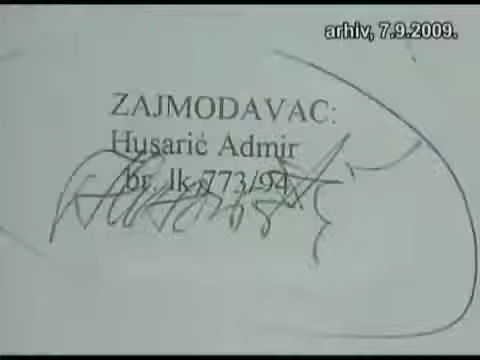 arhiv, 7.9.2009.
ZAJMODAVAC:
Husarić Admir
br. lk 773/94